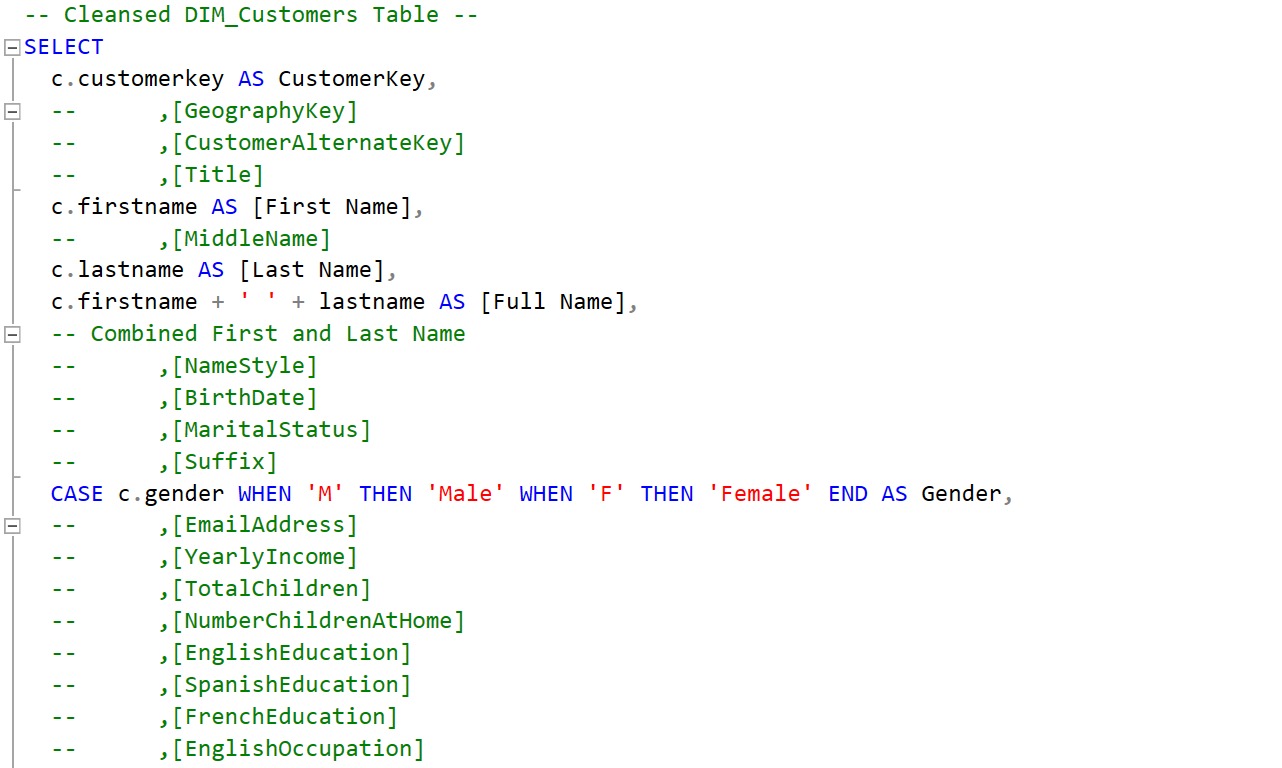 -- Cleansed DIM_Customers Table --
SELECT
c.customerkey AS CustomerKey,
--      ,[GeographyKey]
--      ,[CustomerAlternateKey]
--      ,[Title]
c.firstname AS [First Name],
--      ,[MiddleName]
c.lastname AS [Last Name],
c.firstname + ' ' + lastname AS [Full Name],
-- Combined First and Last Name
--      ,[NameStyle]
--      ,[BirthDate]
--      ,[MaritalStatus]
--      ,[Suffix]
CASE c.gender WHEN 'M' THEN 'Male' WHEN 'F' THEN 'Female' END AS Gender,
--      ,[EmailAddress]
--      ,[YearlyIncome]
--      ,[TotalChildren]
--      ,[NumberChildrenAtHome]
--      ,[EnglishEducation]
--      ,[SpanishEducation]
--      ,[FrenchEducation]
--      ,[EnglishOccupation]